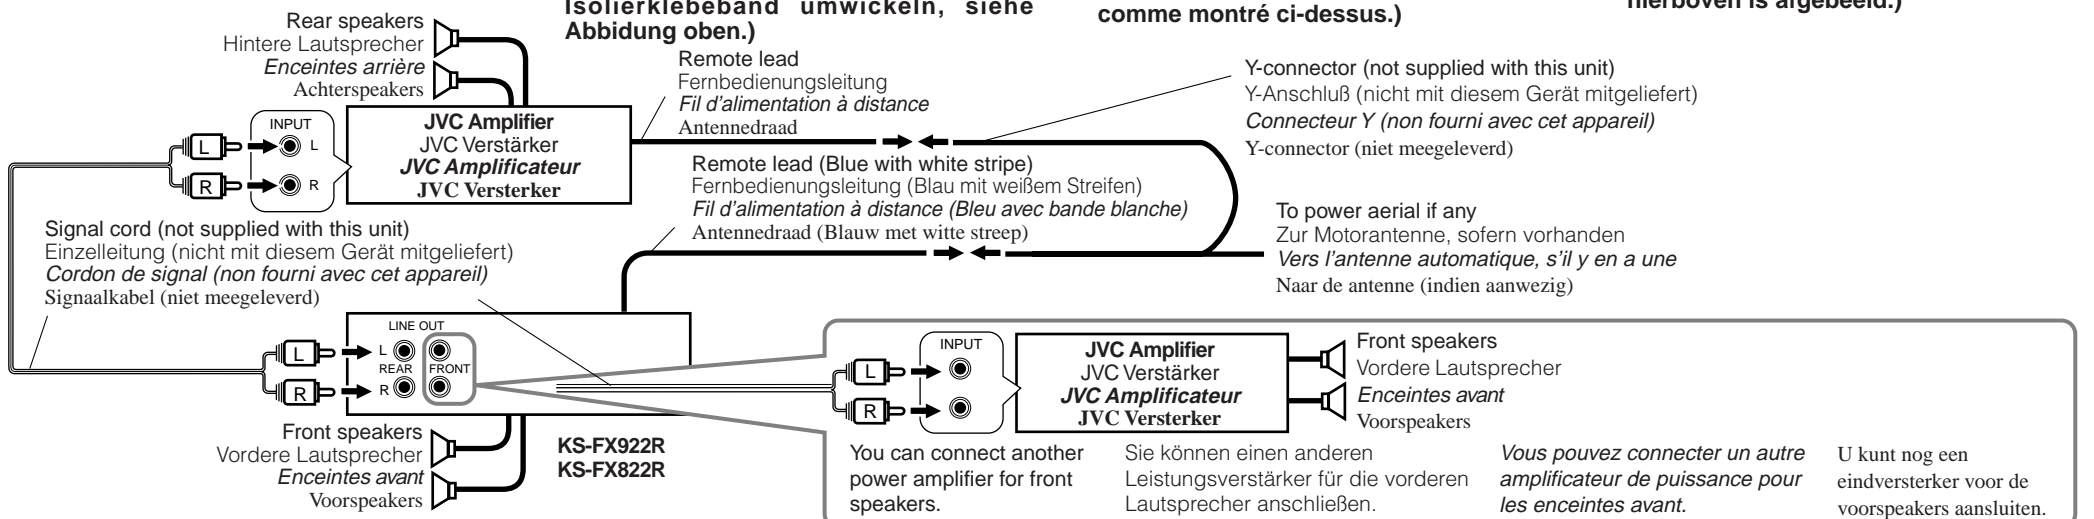 Isolierklebeband umwickeln, siehe
Abbidung oben.)
comme montré ci-dessus.)
hierboven is afgebeeld.)
Rear speakers
Hintere Lautsprecher
Enceintes arrière
Achterspeakers
INPUT
L
R
L
R
JVC Amplifier
JVC Verstärker
JVC Amplificateur
JVC Versterker
Remote lead
Fernbedienungsleitung
Fil d'alimentation à distance
Antennedraad
Y-connector (not supplied with this unit)
Y-Anschluß (nicht mit diesem Gerät mitgeliefert)
Connecteur Y (non fourni avec cet appareil)
Y-connector (niet meegeleverd)
Remote lead (Blue with white stripe)
Fernbedienungsleitung (Blau mit weißem Streifen)
Fil d'alimentation à distance (Bleu avec bande blanche)
Antennedraad (Blauw met witte streep)
To power aerial if any
Zur Motorantenne, sofern vorhanden
Vers l'antenne automatique, s'il y en a une
Naar de antenne (indien aanwezig)
Signal cord (not supplied with this unit)
Einzelleitung (nicht mit diesem Gerät mitgeliefert)
Cordon de signal (non fourni avec cet appareil)
Signaalkabel (niet meegeleverd)
LINE OUT
L
L
REAR FRONT
R
R
Front speakers
Vordere Lautsprecher
Enceintes avant
Voorspeakers
KS-FX922R
KS-FX822R
INPUT
L
R
JVC Amplifier
JVC Verstärker
JVC Amplificateur
JVC Versterker
Front speakers
Vordere Lautsprecher
Enceintes avant
Voorspeakers
You can connect another
power amplifier for front
speakers.
Sie können einen anderen
Leistungsverstärker für die vorderen
Lautsprecher anschließen.
Vous pouvez connecter un autre
amplificateur de puissance pour
les enceintes avant.
U kunt nog een
eindversterker voor de
voorspeakers aansluiten.